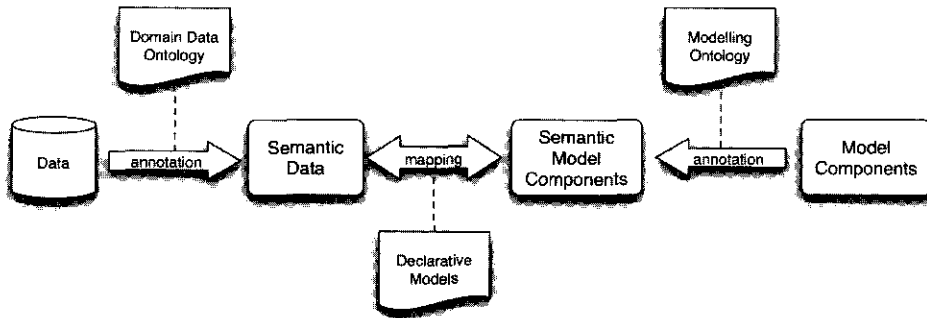 Domain Data
Ontology
Modelling
Ontology
Data
annotation
Semantic
Data
mapping
Semantic
Model
Components
annotation
Model
Components
Declarative
Models